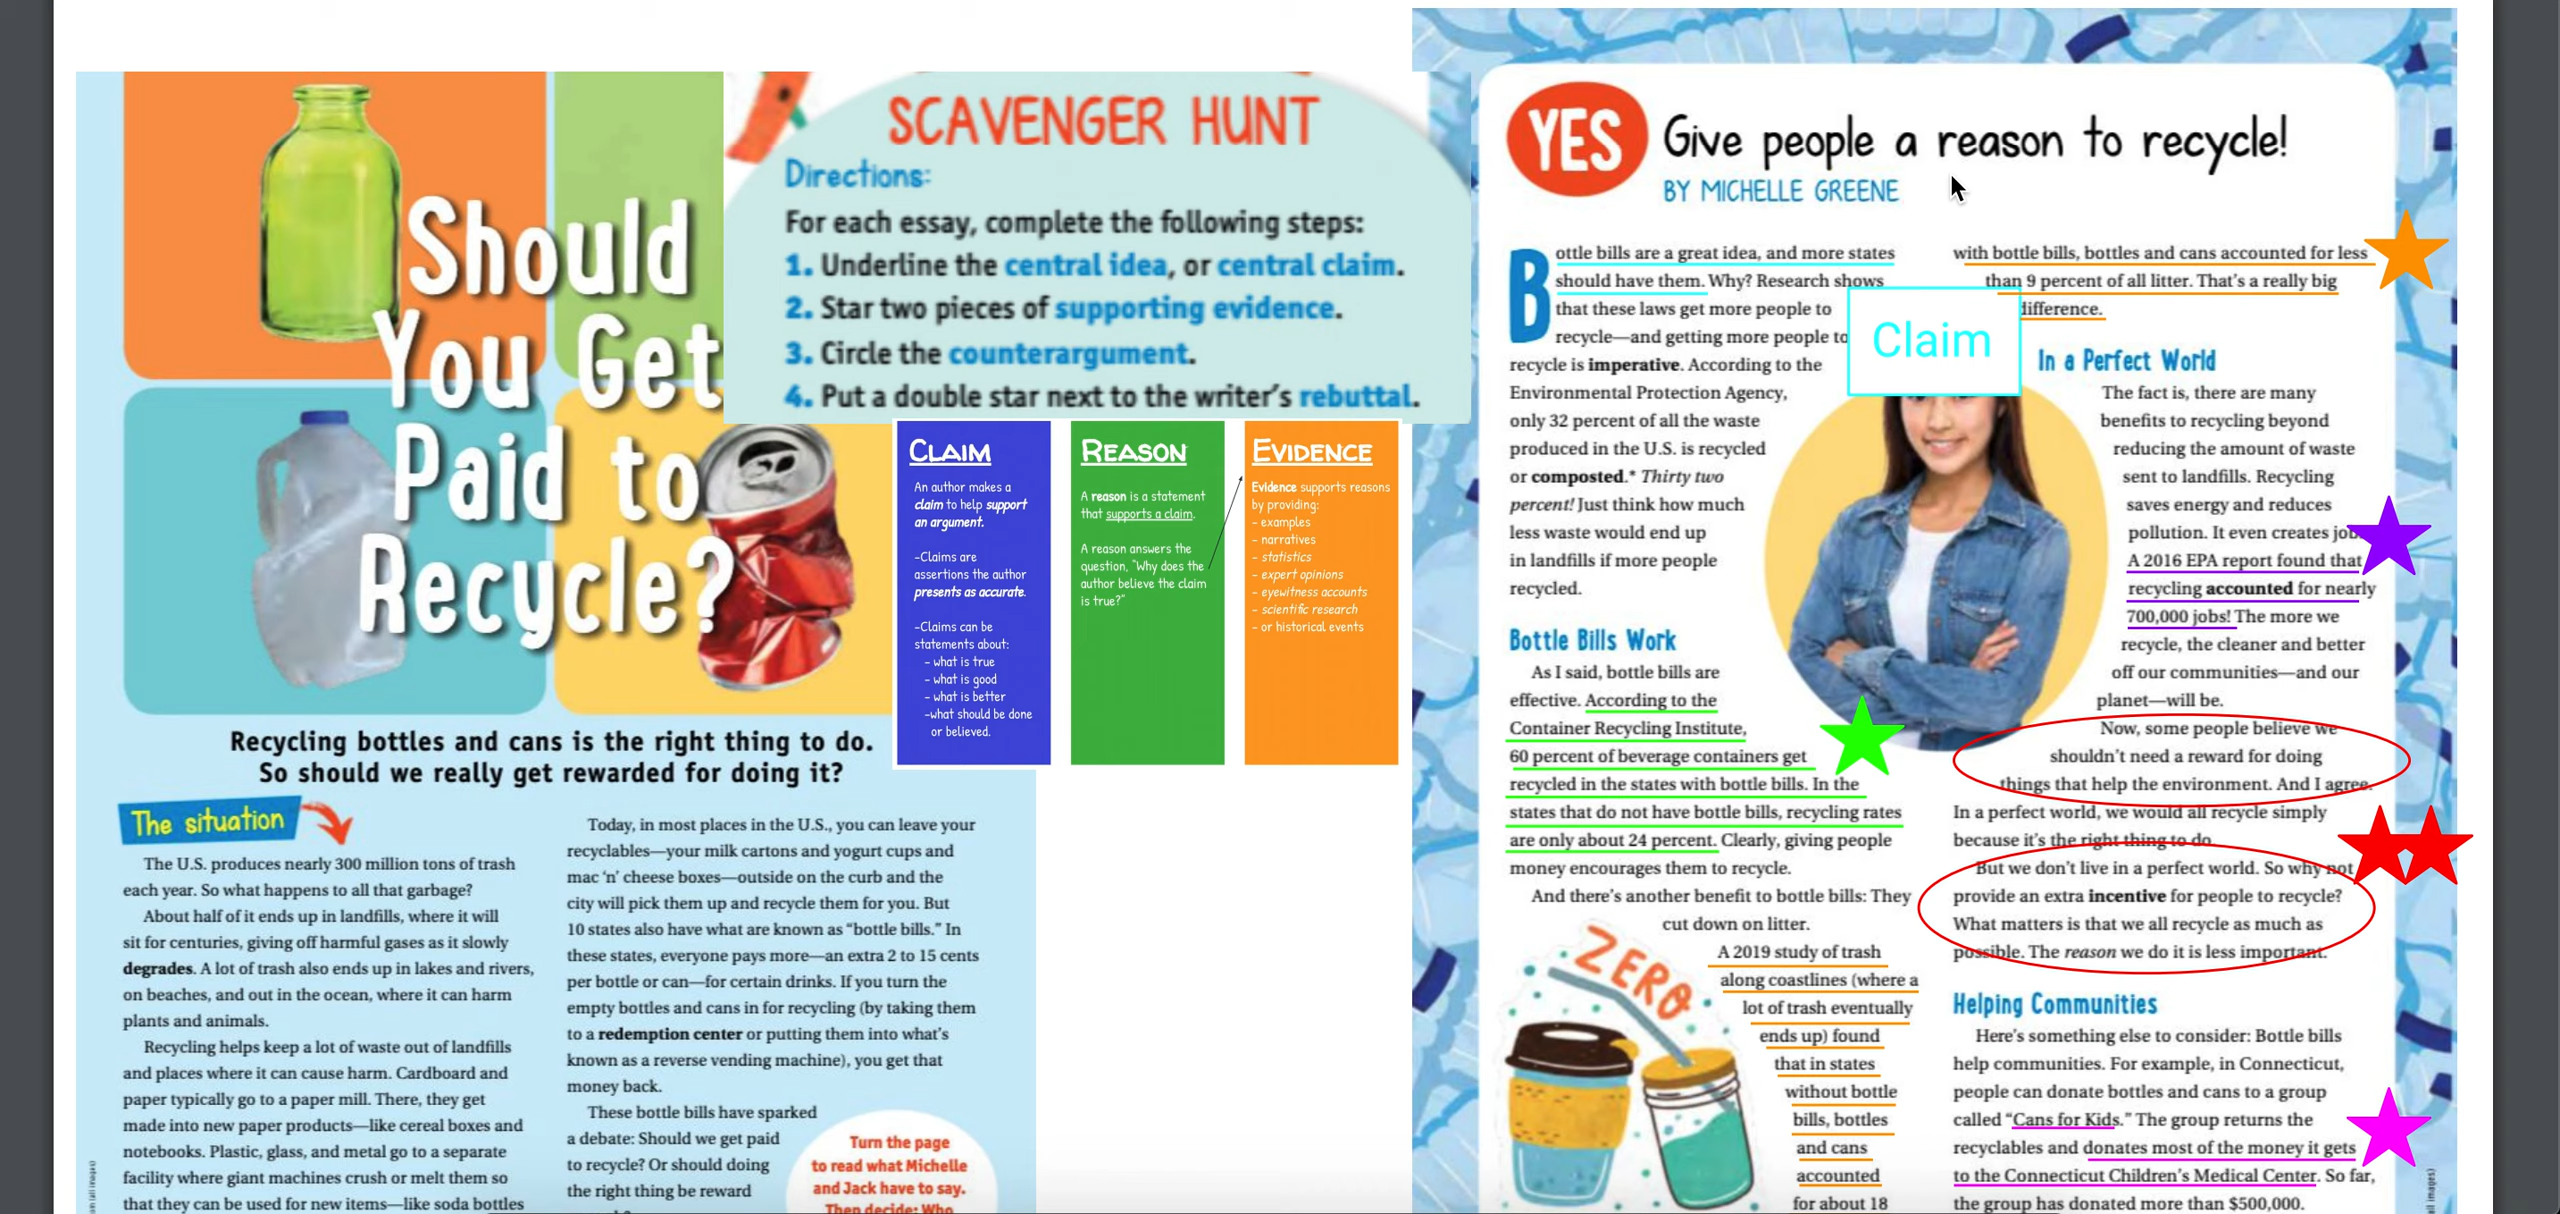 Should
You Get
Paid to
Recycle?
Recycling bottles and cans is the right thing to do.
So should we really get rewarded for doing it?
The situation
The U.S. produces nearly 300 million tons of trash
each year. So what happens to all that garbage?
About half of it ends up in landfills, where it will
sit for centuries, giving off harmful gases as it slowly
degrades. A lot of trash also ends up in lakes and rivers,
on beaches, and out in the ocean, where it can harm
plants and animals.
Recycling helps keep a lot of waste out of landfills
and places where it can cause harm. Cardboard and
paper typically go to a paper mill. There, they get
made into new paper products—like cereal boxes and
notebooks. Plastic, glass, and metal go to a separate
facility where giant machines crush or melt them so
that they can be used for new items—like soda bottles
Today, in most places in the U.S., you can leave your
recyclables—your milk cartons and yogurt cups and
mac ‘n’ cheese boxes—outside on the curb and the
city will pick them up and recycle them for you. But
10 states also have what are known as “bottle bills.” In
these states, everyone pays more—an extra 2 to 15 cents
per bottle or can—for certain drinks. If you turn the
empty bottles and cans in for recycling (by taking them
to a redemption center or putting them into what’s
known as a reverse vending machine), you get that
money back.
These bottle bills have sparked
a debate: Should we get paid
to recycle? Or should doing
the right thing be reward
Turn the page
to read what Michelle
and Jack have to say.
Then decide: Who
SCAVENGER HUNT
Directions:
For each essay, complete the following steps:
1. Underline the central idea, or central claim.
2. Star two pieces of supporting evidence.
3. Circle the counterargument.
4. Put a double star next to the writer’s rebuttal.
CLAIM
An author makes a
claim to help support
an argument.
-Claims are
assertions the author
presents as accurate.
-Claims can be
statements about:
- what is true
- what is good
- what is better
-what should be done
or believed.
REASON
A reason is a statement
that supports a claim.
A reason answers the
question, “Why does the
author believe the claim
is true?”
EVIDENCE
Evidence supports reasons
by providing:
- examples
- narratives
- statistics
- expert opinions
- eyewitness accounts
- scientific research
- or historical events
YES
Give people a reason to recycle!
BY MICHELLE GREENE
Bottle bills are a great idea, and more states
should have them. Why? Research shows
that these laws get more people to
recycle—and getting more people to
recycle is imperative. According to the
Environmental Protection Agency,
only 32 percent of all the waste
produced in the U.S. is recycled
or composted.* Thirty two
percent! Just think how much
less waste would end up
in landfills if more people
recycled.
Bottle Bills Work
As I said, bottle bills are
effective. According to the
Container Recycling Institute,
60 percent of beverage containers get
recycled in the states with bottle bills. In the
states that do not have bottle bills, recycling rates
are only about 24 percent. Clearly, giving people
money encourages them to recycle.
And there’s another benefit to bottle bills: They
cut down on litter.
A 2019 study of trash
along coastlines (where a
lot of trash eventually
ends up) found
that in states
without bottle
bills, bottles
and cans
accounted
for about 18
ZERO
Claim
with bottle bills, bottles and cans accounted for less
than 9 percent of all litter. That’s a really big
difference.
In a Perfect World
The fact is, there are many
benefits to recycling beyond
reducing the amount of waste
sent to landfills. Recycling
saves energy and reduces
pollution. It even creates
A 2016 EPA report found that
recycling accounted for nearly
700,000 jobs! The more we
recycle, the cleaner and better
off our communities—and our
planet—will be.
Now, some people believe we
shouldn’t need a reward for doing
things that help the environment. And I agree.
In a perfect world, we would all recycle simply
because it’s the right thing to do.
But we don’t live in a perfect world. So why not
provide an extra incentive for people to recycle?
What matters is that we all recycle as much as
possible. The reason we do it is less important.
Helping Communities
Here’s something else to consider: Bottle bills
help communities. For example, in Connecticut,
people can donate bottles and cans to a group
called “Cans for Kids.” The group returns the
recyclables and donates most of the money it gets
to the Connecticut Children’s Medical Center. So far,
the group has donated more than $500,000.